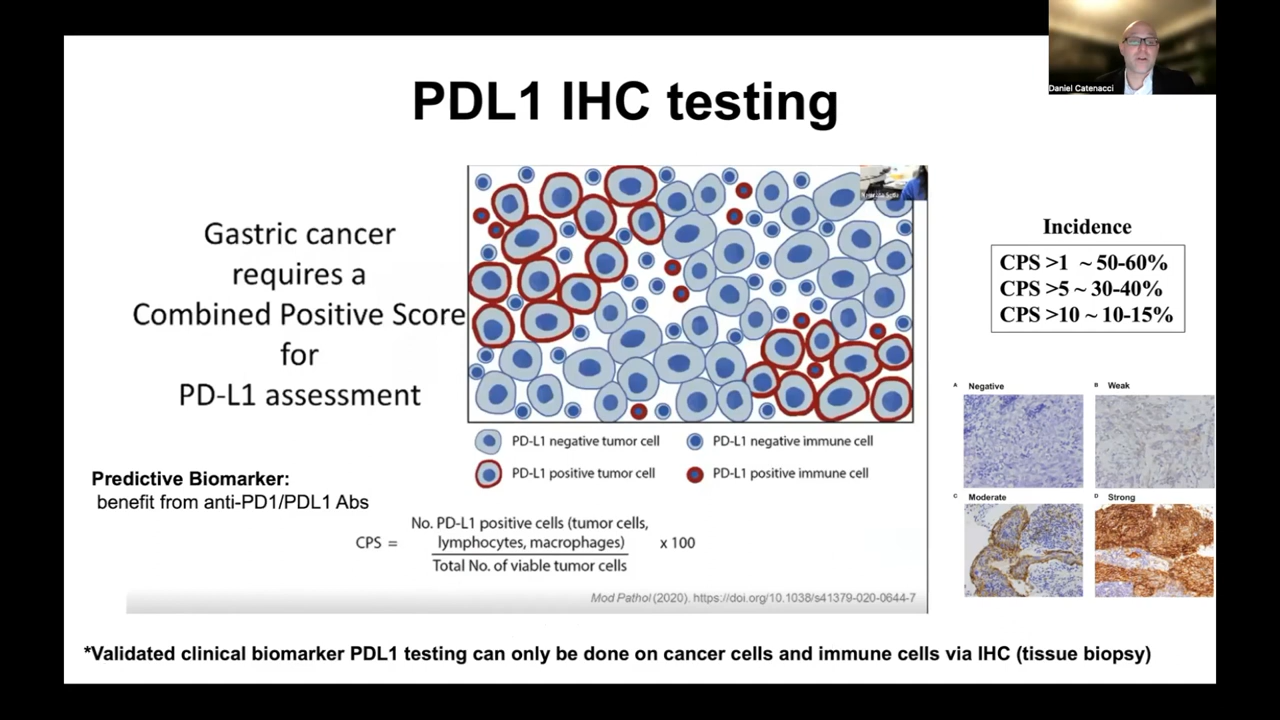 Daniel Catenacci
PDL1 IHC testing
Gastric cancer
requires a
Combined Positive Score
for
PD-L1 assessment
Predictive Biomarker:
benefit from anti-PD1/PDL1 Abs
PD-L1 negative tumor cell
PD-L1 negative immune cell
PD-L1 positive tumor cell
PD-L1 positive immune cell
CPS =
No. PD-L1 positive cells (tumor cells,
lymphocytes, macrophages)
Total No. of viable tumor cells
x 100
Mod Pathol (2020). https://doi.org/10.1038/s41379-020-0644-7
Incidence
CPS >1 ~ 50-60%
CPS >5 ~ 30-40%
CPS >10 ~ 10-15%
A Negative
B Weak
C Moderate
D Strong
*Validated clinical biomarker PDL1 testing can only be done on cancer cells and immune cells via IHC (tissue biopsy)